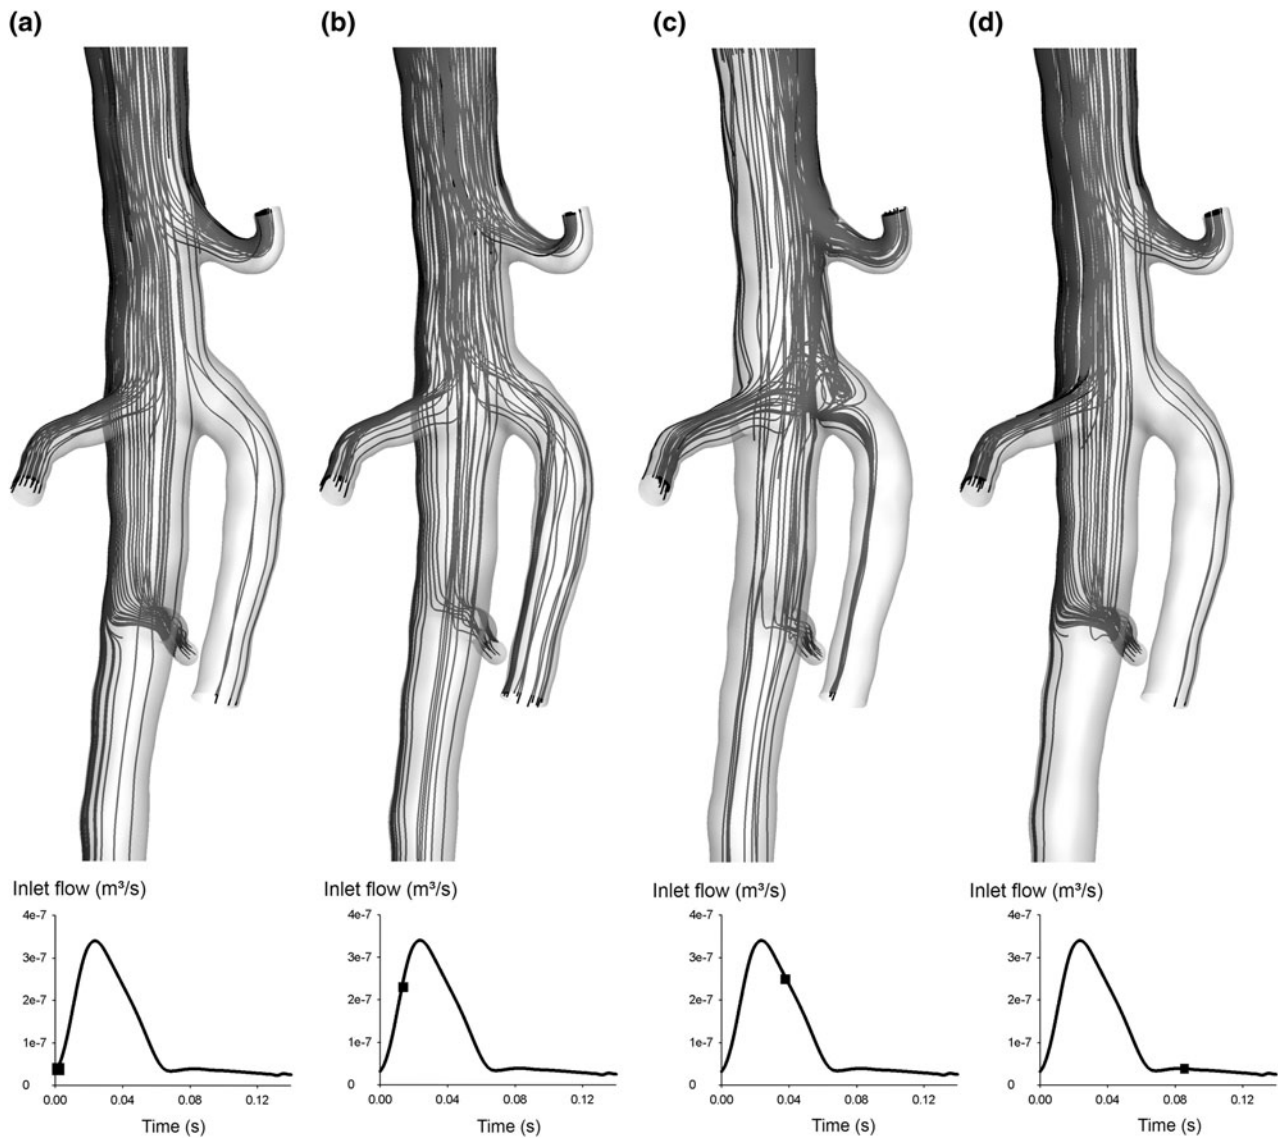 (a) (b) (c) (d)
Inlet flow (m³/s) Inlet flow (m³/s) Inlet flow (m³/s) Inlet flow (m³/s)
4e-7 4e-7 4e-7 4e-7
3e-7 3e-7 3e-7 3e-7
2e-7 2e-7 2e-7 2e-7
1e-7 1e-7 1e-7 1e-7
0 0 0 0
0.00 0.04 0.08 0.12 0.00 0.04 0.08 0.12 0.00 0.04 0.08 0.12 0.00 0.04 0.08 0.12
Time (s) Time (s) Time (s) Time (s)